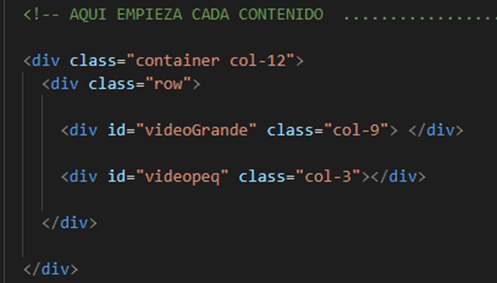 <!-- AQUI EMPIEZA CADA CONTENIDO ..................
<div class="container col-12">
<div class="row">
<div id="videoGrande" class="col-9"> </div>
<div id="videopeq" class="col-3"></div>
</div>
</div>